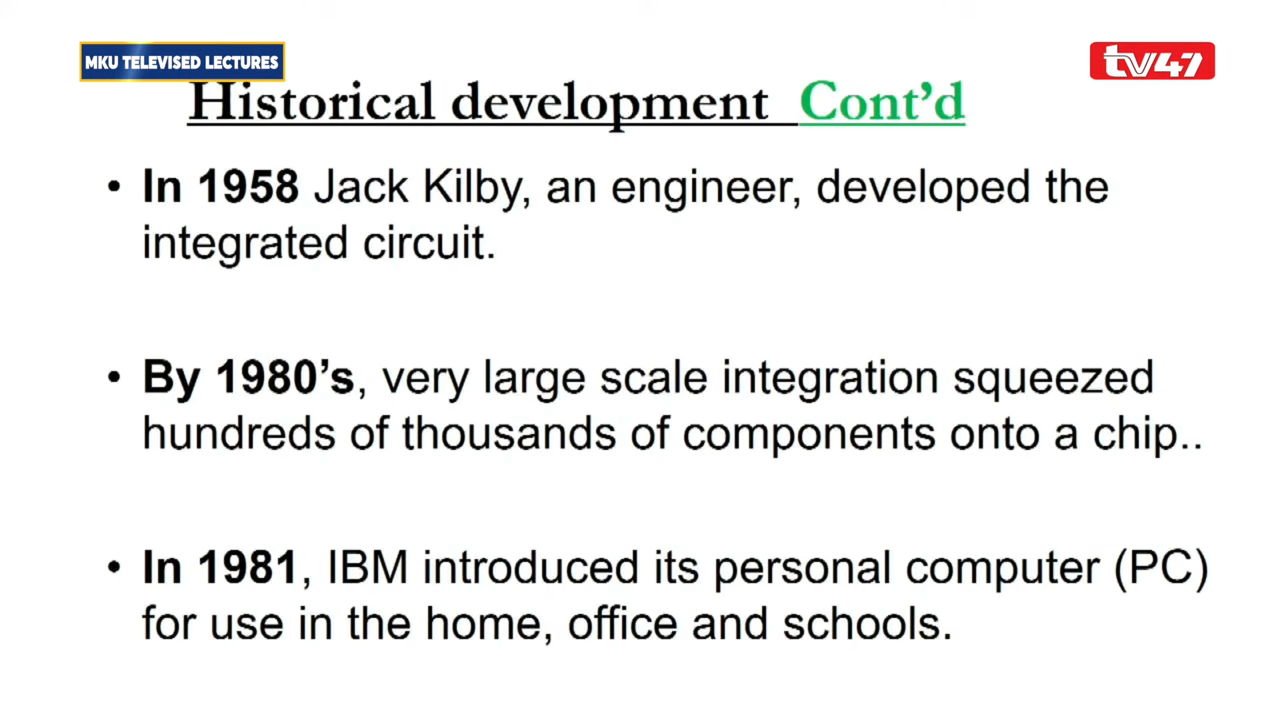 MKU TELEVISED LECTURES
tv47
Historical development Cont’d
• In 1958 Jack Kilby, an engineer, developed the
integrated circuit.
• By 1980’s, very large scale integration squeezed
hundreds of thousands of components onto a chip..
• In 1981, IBM introduced its personal computer (PC)
for use in the home, office and schools.